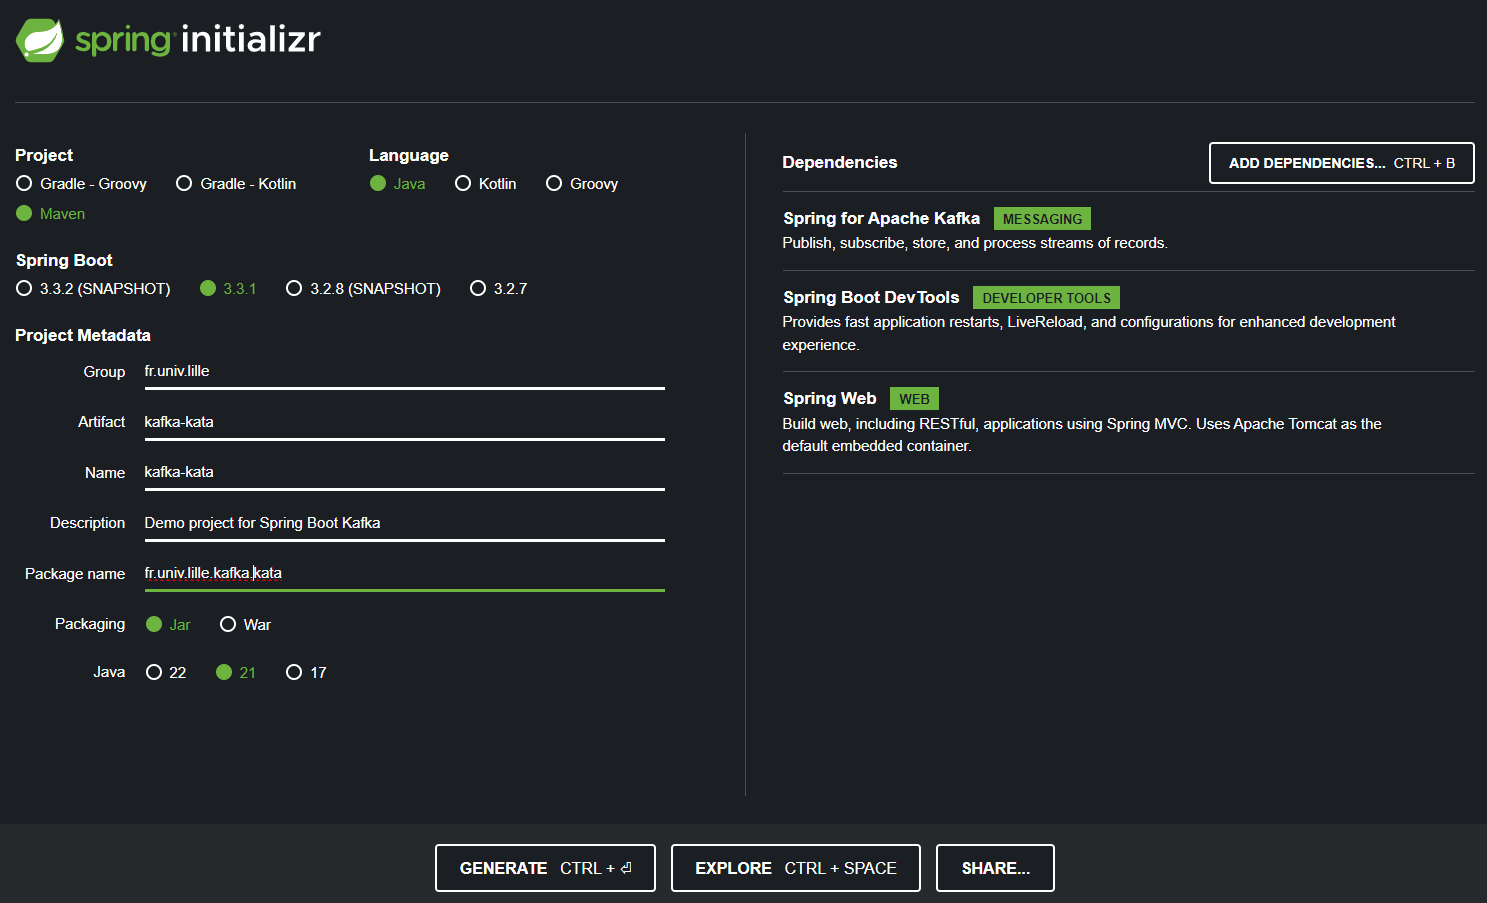 spring initializr
Project
Gradle - Groovy Gradle - Kotlin
Maven
Language
Java Kotlin Groovy
Spring Boot
3.3.2 (SNAPSHOT) 3.3.1 3.2.8 (SNAPSHOT) 3.2.7
Project Metadata
Group fr.univ.lille
Artifact kafka-kata
Name kafka-kata
Description Demo project for Spring Boot Kafka
Package name fr.univ.lille.kafka.kata
Packaging Jar War
Java 22 21 17
Dependencies
ADD DEPENDENCIES... CTRL + B
Spring for Apache Kafka MESSAGING
Publish, subscribe, store, and process streams of records.
Spring Boot DevTools DEVELOPER TOOLS
Provides fast application restarts, LiveReload, and configurations for enhanced development
experience.
Spring Web WEB
Build web, including RESTful, applications using Spring MVC. Uses Apache Tomcat as the
default embedded container.
GENERATE CTRL + ⏎
EXPLORE CTRL + SPACE
SHARE...